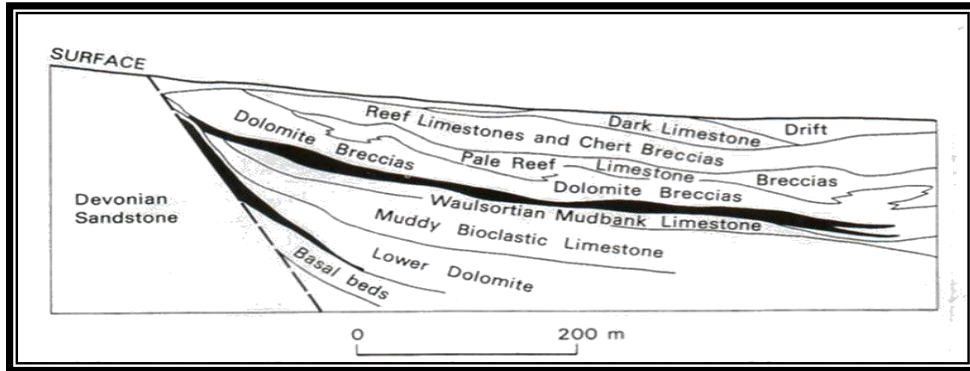 SURFACE
Reef Limestones and Chert Breccias
Dark Limestone
Drift
Dolomite Breccias
Pale Reef Limestone Breccias
Dolomite Breccias
Devonian
Sandstone
Waulsortian Mudbank Limestone
Muddy Bioclastic Limestone
Lower Dolomite
Basal beds
0 200 m